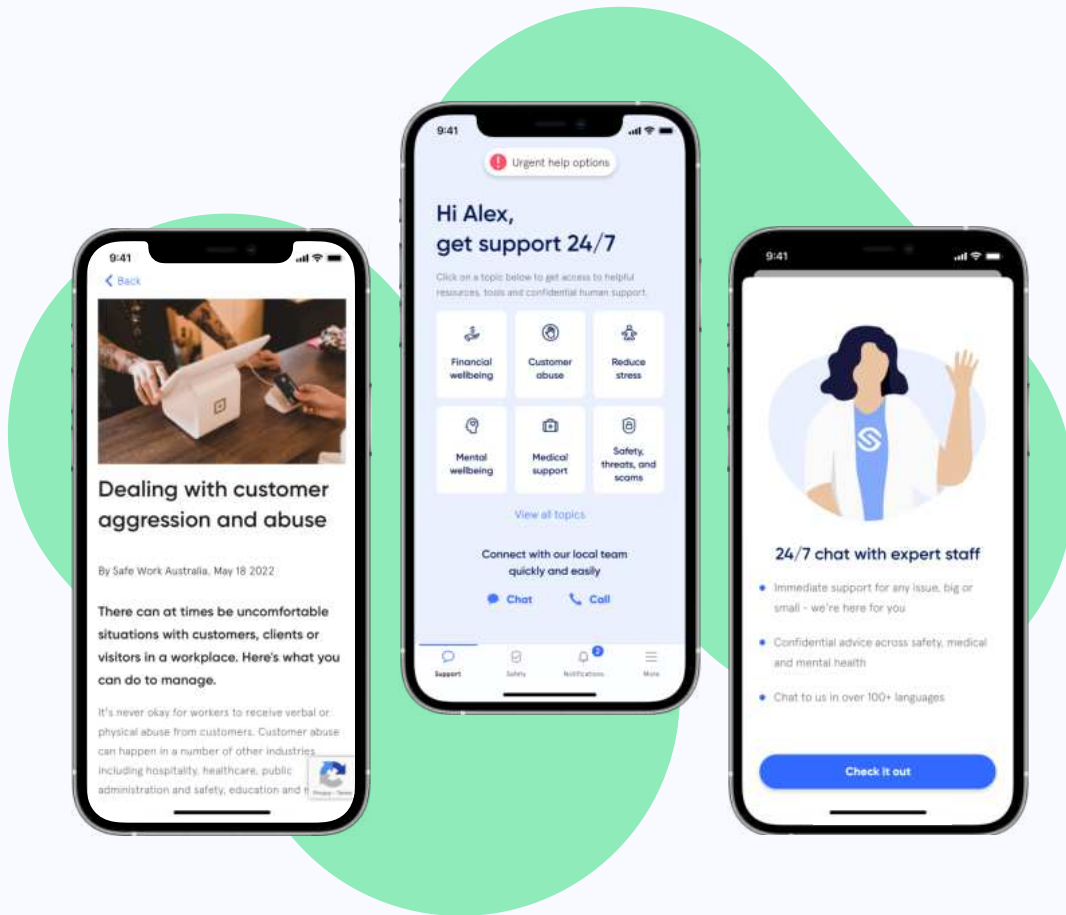 9:41
Back
Dealing with customer
aggression and abuse
By Safe Work Australia, May 18 2022
There can at times be uncomfortable
situations with customers, clients or
visitors in a workplace. Here's what you
can do to manage.
It's never okay for workers to receive verbal or
physical abuse from customers. Customer abuse
can happen in a number of other industries
including hospitality, healthcare, public
administration and safety, education and
Privacy - Terms
9:41
Urgent help options
Hi Alex,
get support 24/7
Click on a topic below to get access to helpful
resources, tools and confidential human support.
Financial
wellbeing
Customer
abuse
Reduce
stress
Mental
wellbeing
Medical
support
Safety,
threats, and
scams
View all topics
Connect with our local team
quickly and easily
Chat
Call
Support
Safety
Notifications
2
More
9:41
24/7 chat with expert staff
Immediate support for any issue, big or
small - we're here for you
Confidential advice across safety, medical
and mental health
Chat to us in over 100+ languages
Check it out